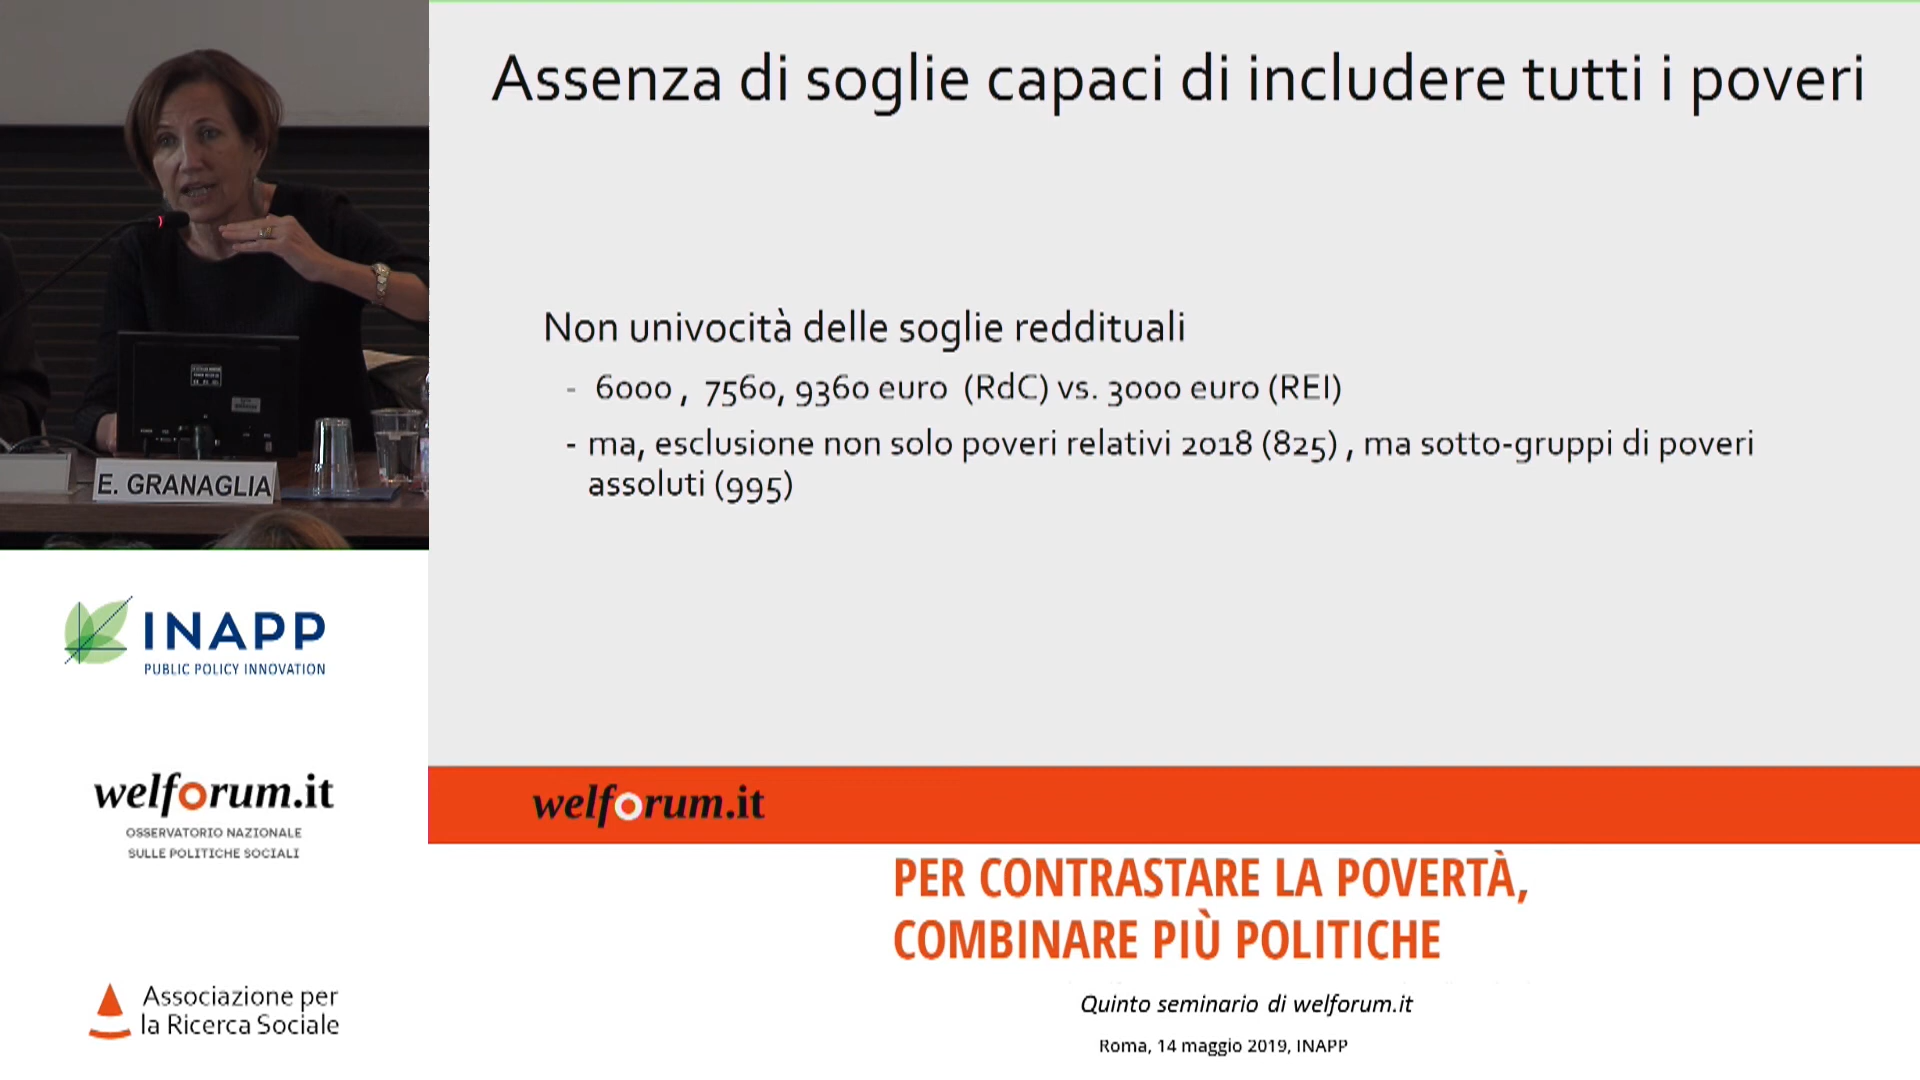 Assenza di soglie capaci di includere tutti i poveri
Non univocità delle soglie reddituali
- 6000 , 7560, 9360 euro (RdC) vs. 3000 euro (REI)
- ma, esclusione non solo poveri relativi 2018 (825) , ma sotto-gruppi di poveri
assoluti (995)
E. GRANAGLIA
INAPP
PUBLIC POLICY INNOVATION
welforum.it
OSSERVATORIO NAZIONALE
SULLE POLITICHE SOCIALI
Associazione per
la Ricerca Sociale
welforum.it
PER CONTRASTARE LA POVERTÀ,
COMBINARE PIÙ POLITICHE
Quinto seminario di welforum.it
Roma, 14 maggio 2019, INAPP